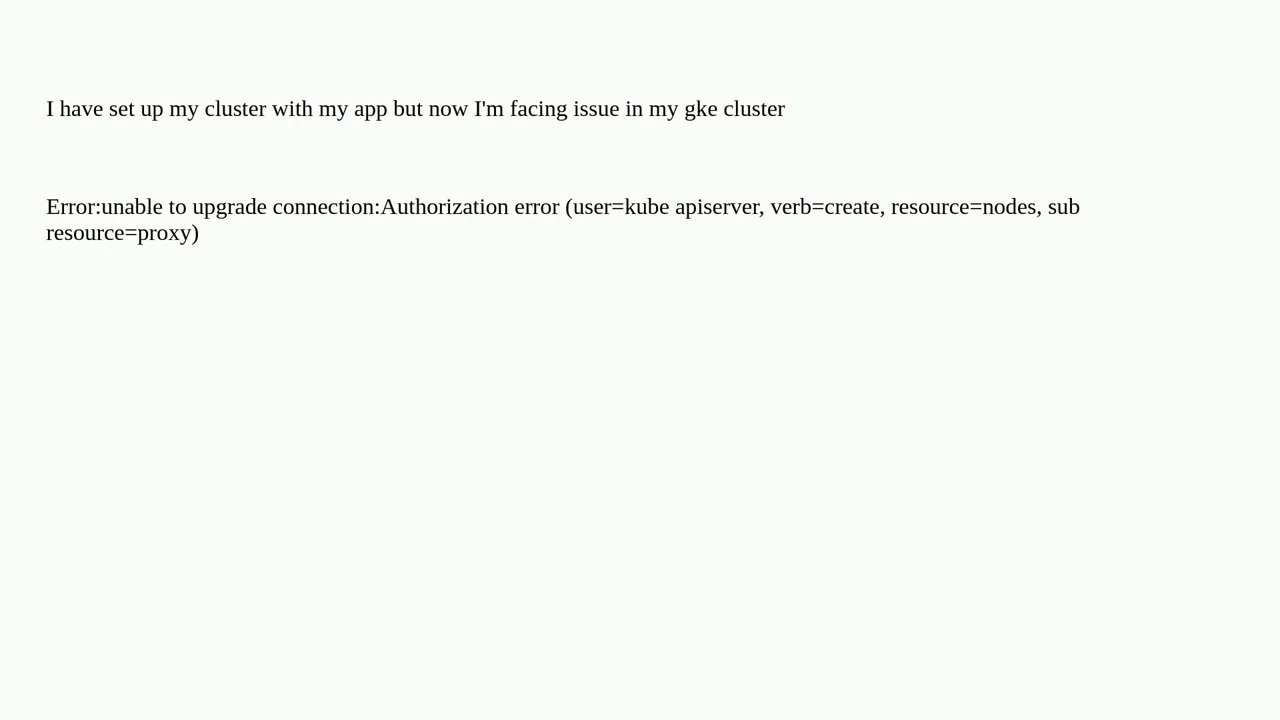 I have set up my cluster with my app but now I'm facing issue in my gke cluster
Error:unable to upgrade connection:Authorization error (user=kube apiserver, verb=create, resource=nodes, sub
resource=proxy)